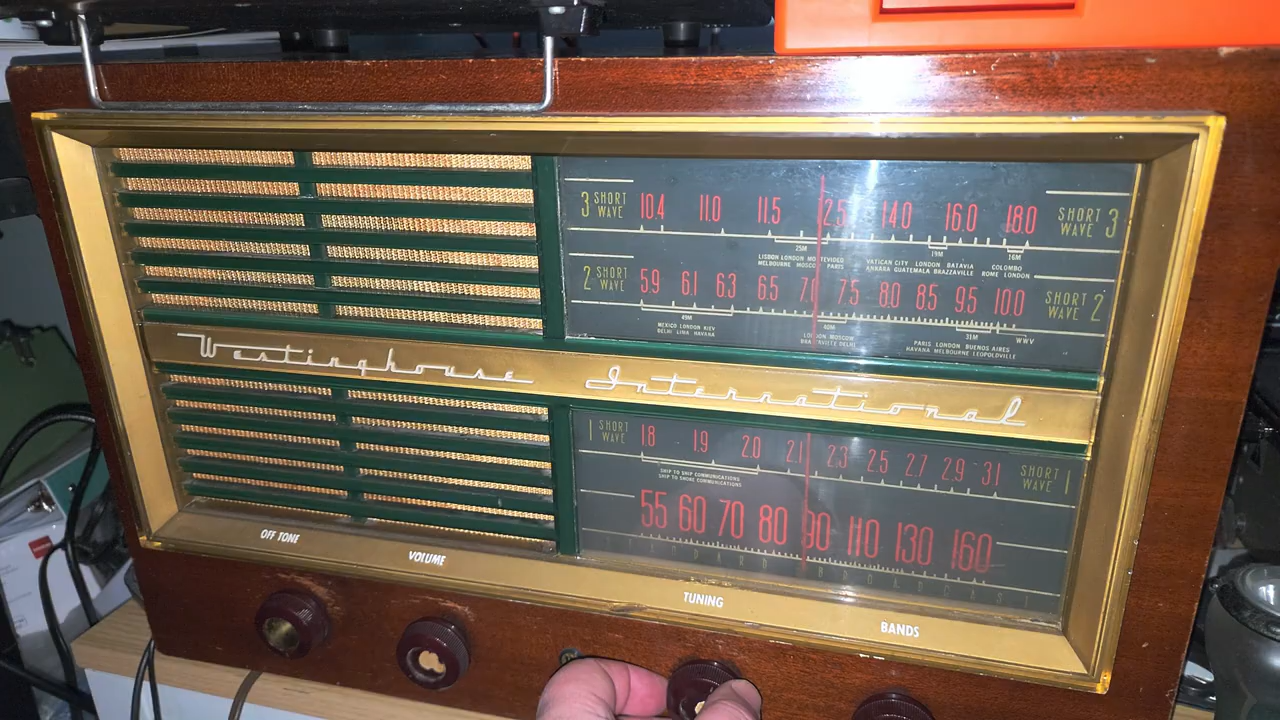 3 SHORT WAVE 10.4 11.0 11.5 12.5 14.0 16.0 18.0 SHORT WAVE 3
25M 19M 16M
LISBON LONDON MONTEVIDEO VATICAN CITY LONDON BATAVIA COLOMBO
MELBOURNE MOSCOW PARIS ANKARA GUATEMALA BRAZZAVILLE ROME LONDON
2 SHORT WAVE 5.9 6.1 6.3 6.5 7.0 7.5 8.0 8.5 9.5 10.0 SHORT WAVE 2
49M 40M 31M WWV
MEXICO LONDON KIEV LONDON MOSCOW PARIS LONDON BUENOS AIRES
DELHI LIMA HAVANA BRAZZAVILLE DELHI HAVANA MELBOURNE LEOPOLDVILLE
Westinghouse International
1 SHORT WAVE 1.8 1.9 2.0 2.1 2.3 2.5 2.7 2.9 3.1 SHORT WAVE 1
SHIP TO SHIP COMMUNICATIONS
SHIP TO SHORE COMMUNICATIONS
55 60 70 80 90 110 130 160
STANDARD BROADCAST
OFF TONE
VOLUME
TUNING
BANDS